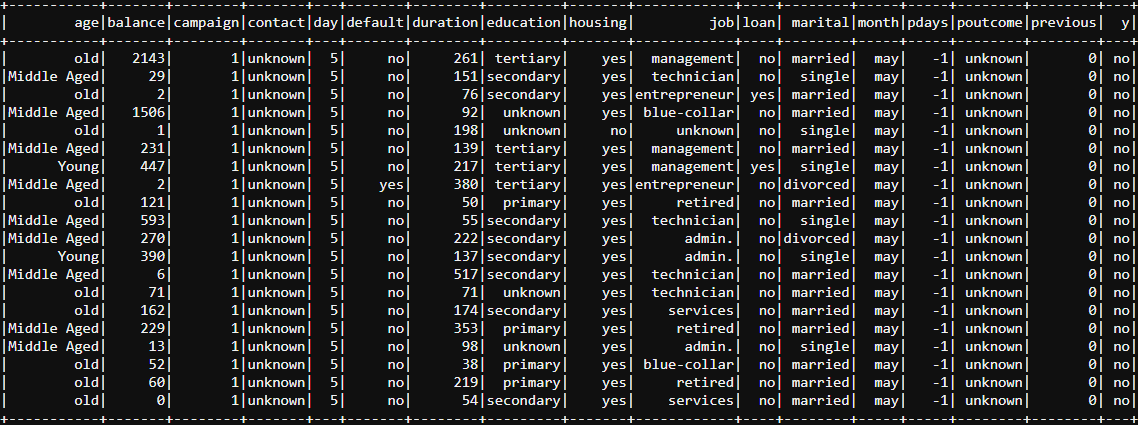 +-----------+-------+--------+-------+---+-------+--------+---------+-------+------------+----+--------+-----+-----+--------+--------+---+
|        age|balance|campaign|contact|day|default|duration|education|housing|         job|loan| marital|month|pdays|poutcome|previous|  y|
+-----------+-------+--------+-------+---+-------+--------+---------+-------+------------+----+--------+-----+-----+--------+--------+---+
|        old|   2143|       1|unknown|  5|     no|     261| tertiary|    yes|  management|  no| married|  may|   -1| unknown|       0| no|
|Middle Aged|     29|       1|unknown|  5|     no|     151|secondary|    yes|  technician|  no|  single|  may|   -1| unknown|       0| no|
|        old|      2|       1|unknown|  5|     no|      76|secondary|    yes|entrepreneur| yes| married|  may|   -1| unknown|       0| no|
|Middle Aged|   1506|       1|unknown|  5|     no|      92|  unknown|    yes| blue-collar|  no| married|  may|   -1| unknown|       0| no|
|        old|      1|       1|unknown|  5|     no|     198|  unknown|     no|     unknown|  no|  single|  may|   -1| unknown|       0| no|
|Middle Aged|    231|       1|unknown|  5|     no|     139| tertiary|    yes|  management|  no| married|  may|   -1| unknown|       0| no|
|      Young|    447|       1|unknown|  5|     no|     217| tertiary|    yes|  management| yes|  single|  may|   -1| unknown|       0| no|
|Middle Aged|      2|       1|unknown|  5|    yes|     380| tertiary|    yes|entrepreneur|  no|divorced|  may|   -1| unknown|       0| no|
|        old|    121|       1|unknown|  5|     no|      50|  primary|    yes|     retired|  no| married|  may|   -1| unknown|       0| no|
|Middle Aged|    593|       1|unknown|  5|     no|      55|secondary|    yes|  technician|  no|  single|  may|   -1| unknown|       0| no|
|Middle Aged|    270|       1|unknown|  5|     no|     222|secondary|    yes|      admin.|  no|divorced|  may|   -1| unknown|       0| no|
|      Young|    390|       1|unknown|  5|     no|     137|secondary|    yes|      admin.|  no|  single|  may|   -1| unknown|       0| no|
|Middle Aged|      6|       1|unknown|  5|     no|     517|secondary|    yes|  technician|  no| married|  may|   -1| unknown|       0| no|
|        old|     71|       1|unknown|  5|     no|      71|  unknown|    yes|  technician|  no| married|  may|   -1| unknown|       0| no|
|        old|    162|       1|unknown|  5|     no|     174|secondary|    yes|    services|  no| married|  may|   -1| unknown|       0| no|
|Middle Aged|    229|       1|unknown|  5|     no|     353|  primary|    yes|     retired|  no| married|  may|   -1| unknown|       0| no|
|Middle Aged|     13|       1|unknown|  5|     no|      98|  unknown|    yes|      admin.|  no|  single|  may|   -1| unknown|       0| no|
|        old|     52|       1|unknown|  5|     no|      38|  primary|    yes| blue-collar|  no| married|  may|   -1| unknown|       0| no|
|        old|     60|       1|unknown|  5|     no|     219|  primary|    yes|     retired|  no| married|  may|   -1| unknown|       0| no|
|        old|      0|       1|unknown|  5|     no|      54|secondary|    yes|    services|  no| married|  may|   -1| unknown|       0| no|
+-----------+-------+--------+-------+---+-------+--------+---------+-------+------------+----+--------+-----+-----+--------+--------+---+